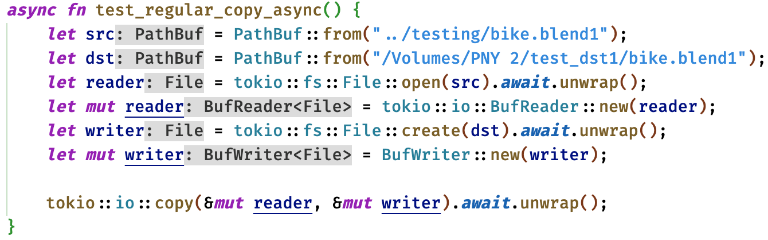 async fn test_regular_copy_async() {
    let src: PathBuf = PathBuf::from("../testing/bike.blend1");
    let dst: PathBuf = PathBuf::from("/Volumes/PNY 2/test_dst1/bike.blend1");
    let reader: File = tokio::fs::File::open(src).await.unwrap();
    let mut reader: BufReader<File> = tokio::io::BufReader::new(reader);
    let writer: File = tokio::fs::File::create(dst).await.unwrap();
    let mut writer: BufWriter<File> = BufWriter::new(writer);

    tokio::io::copy(&mut reader, &mut writer).await.unwrap();
}